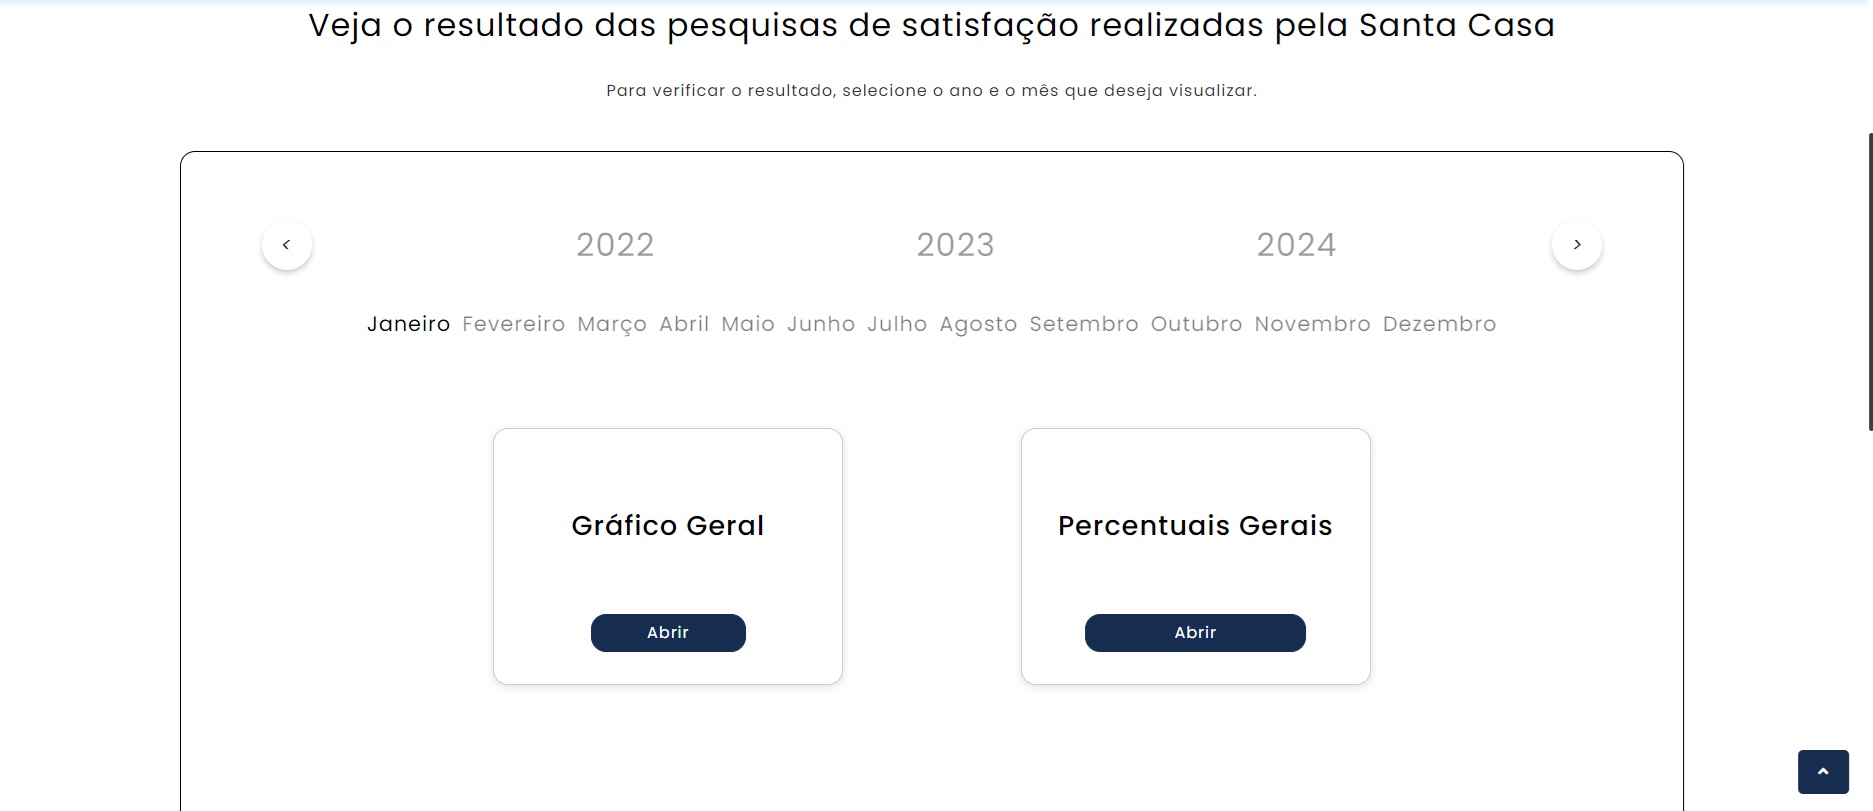 Veja o resultado das pesquisas de satisfação realizadas pela Santa Casa
Para verificar o resultado, selecione o ano e o mês que deseja visualizar.
< 2022 2023 2024 >
Janeiro Fevereiro Março Abril Maio Junho Julho Agosto Setembro Outubro Novembro Dezembro
Gráfico Geral Percentuais Gerais
Abrir Abrir